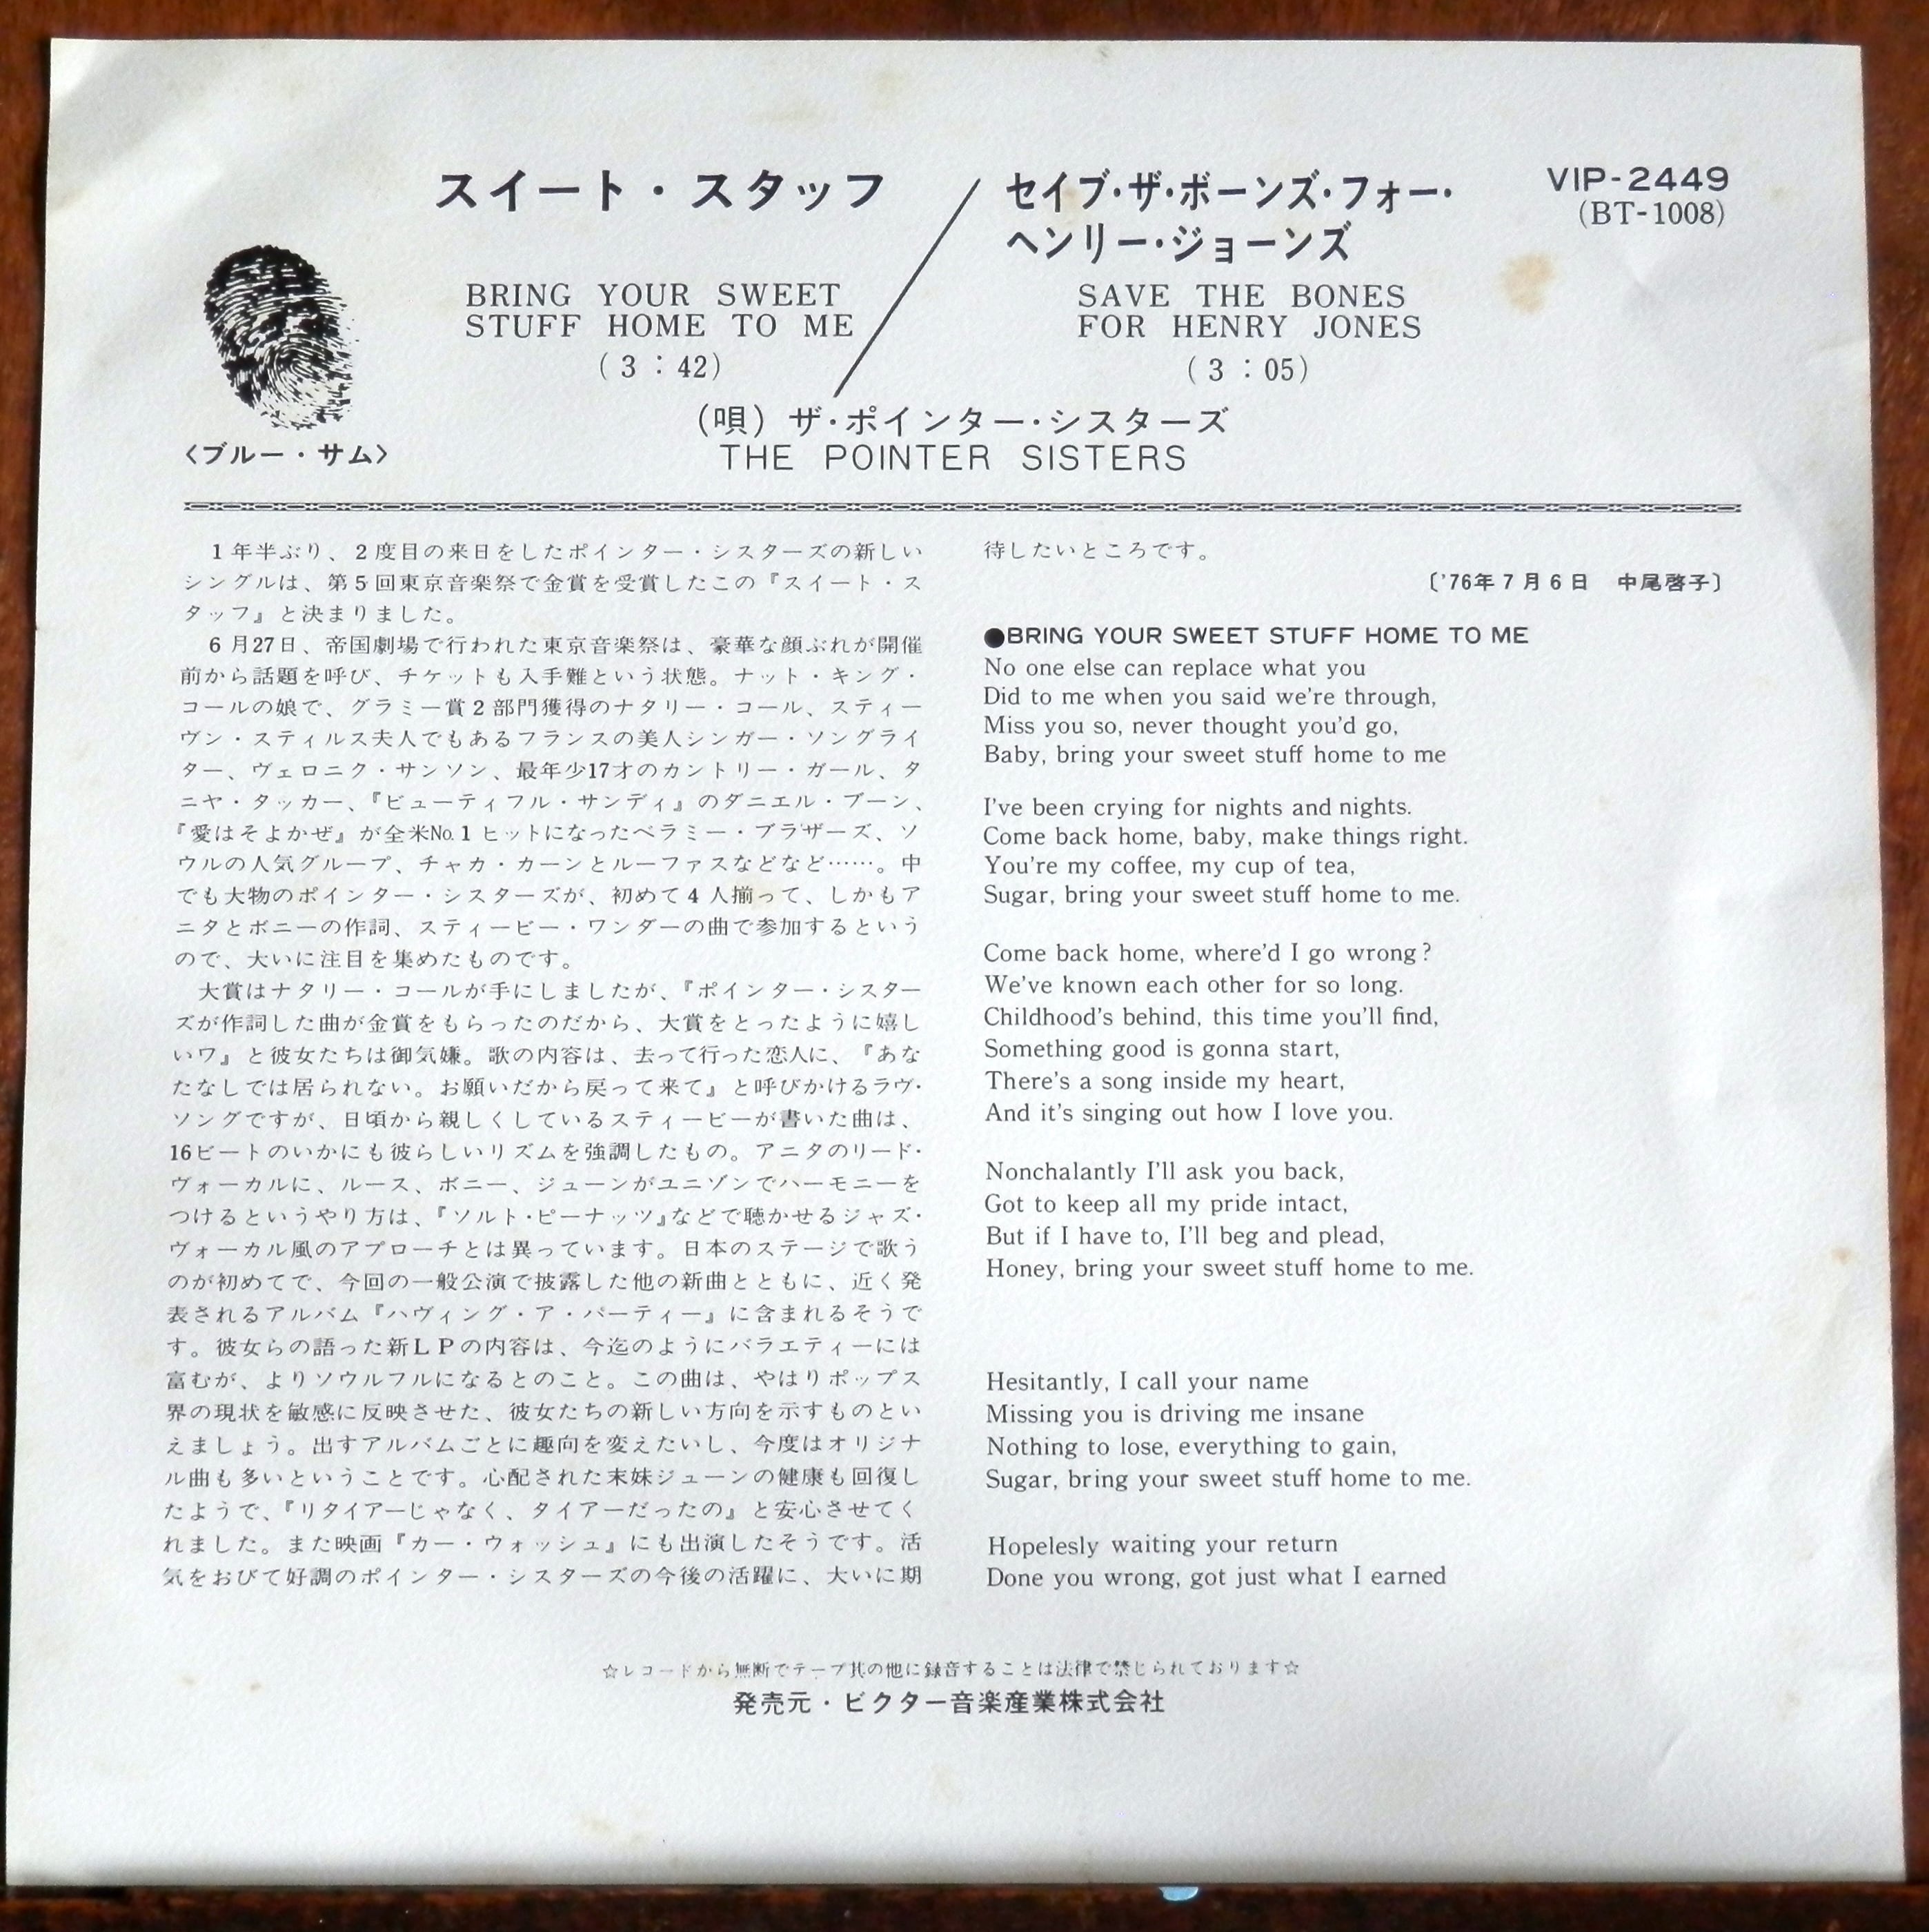 スイート・スタッフ
セイブ・ザ・ボーンズ・フォー・
ヘンリー・ジョーンズ
VIP-2449
(BT-1008)
BRING YOUR SWEET
STUFF HOME TO ME
(3：42)
SAVE THE BONES
FOR HENRY JONES
(3：05)
(唄) ザ・ポインター・シスターズ
THE POINTER SISTERS
〈ブルー・サム〉
1年半ぶり、2度目の来日をしたポインター・シスターズの新しい
シングルは、第5回東京音楽祭で金賞を受賞したこの『スイート・ス
タッフ』と決まりました。
6月27日、帝国劇場で行われた東京音楽祭は、豪華な顔ぶれが開催
前から話題を呼び、チケットも入手難という状態。ナット・キング・
コールの娘で、グラミー賞2部門獲得のナタリー・コール、スティー
ヴン・スティルス夫人でもあるフランスの美人シンガー・ソングライ
ター、ヴェロニク・サンソン、最年少17才のカントリー・ガール、タ
ニヤ・タッカー、『ビューティフル・サンディ』のダニエル・ブーン、
『愛はそよかぜ』が全米No.1ヒットになったベラミー・ブラザーズ、ソ
ウルの人気グループ、チャカ・カーンとルーファスなどなど……。中
でも大物のポインター・シスターズが、初めて4人揃って、しかもア
ニタとボニーの作詞、スティービー・ワンダーの曲で参加するという
ので、大いに注目を集めたものです。
大賞はナタリー・コールが手にしましたが、『ポインター・シスター
ズが作詞した曲が金賞をもらったのだから、大賞をとったように嬉し
いワ』と彼女たちは御気嫌。歌の内容は、去って行った恋人に、『あな
たなしでは居られない。お願いだから戻って来て』と呼びかけるラヴ・
ソングですが、日頃から親しくしているスティービーが書いた曲は、
16ビートのいかにも彼らしいリズムを強調したもの。アニタのリード・
ヴォーカルに、ルース、ボニー、ジューンがユニゾンでハーモニーを
つけるというやり方は、『ソルト・ピーナッツ』などで聴かせるジャズ・
ヴォーカル風のアプローチとは異っています。日本のステージで歌う
のが初めてで、今回の一般公演で披露した他の新曲とともに、近く発
表されるアルバム『ハヴィング・ア・パーティー』に含まれるそうで
す。彼女らの語った新LPの内容は、今迄のようにバラエティーには
富むが、よりソウルフルになるとのこと。この曲は、やはりポップス
界の現状を敏感に反映させた、彼女たちの新しい方向を示すものとい
えましょう。出すアルバムごとに趣向を変えたいし、今度はオリジナ
ル曲も多いということです。心配された末妹ジューンの健康も回復し
たようで、『リタイアーじゃなく、タイアーだったの』と安心させてく
れました。また映画『カー・ウォッシュ』にも出演したそうです。活
気をおびて好調のポインター・シスターズの今後の活躍に、大いに期
待したいところです。
〔'76年7月6日 中尾啓子〕
●BRING YOUR SWEET STUFF HOME TO ME
No one else can replace what you
Did to me when you said we're through,
Miss you so, never thought you'd go,
Baby, bring your sweet stuff home to me
I've been crying for nights and nights.
Come back home, baby, make things right.
You're my coffee, my cup of tea,
Sugar, bring your sweet stuff home to me.
Come back home, where'd I go wrong?
We've known each other for so long.
Childhood's behind, this time you'll find,
Something good is gonna start,
There's a song inside my heart,
And it's singing out how I love you.
Nonchalantly I'll ask you back,
Got to keep all my pride intact,
But if I have to, I'll beg and plead,
Honey, bring your sweet stuff home to me.
Hesitantly, I call your name
Missing you is driving me insane
Nothing to lose, everything to gain,
Sugar, bring your sweet stuff home to me.
Hopelesly waiting your return
Done you wrong, got just what I earned
☆レコードから無断でテープ其の他に録音することは法律で禁じられております☆
発売元・ビクター音楽産業株式会社